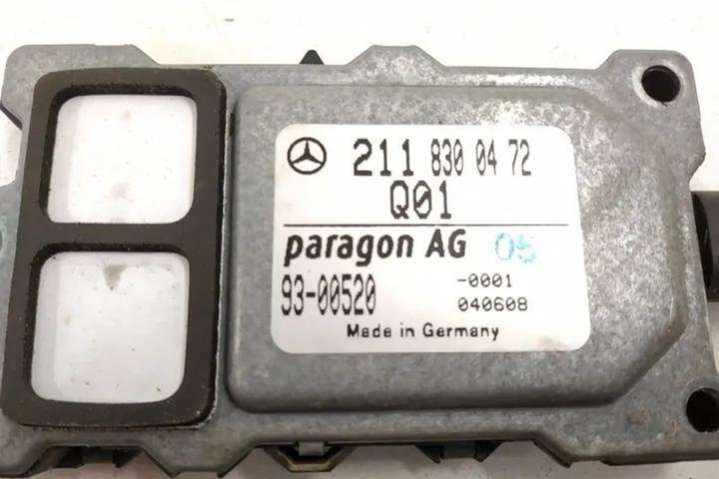 211 830 04 72
Q01
paragon AG 05
93-00520 -0001
040608
Made in Germany